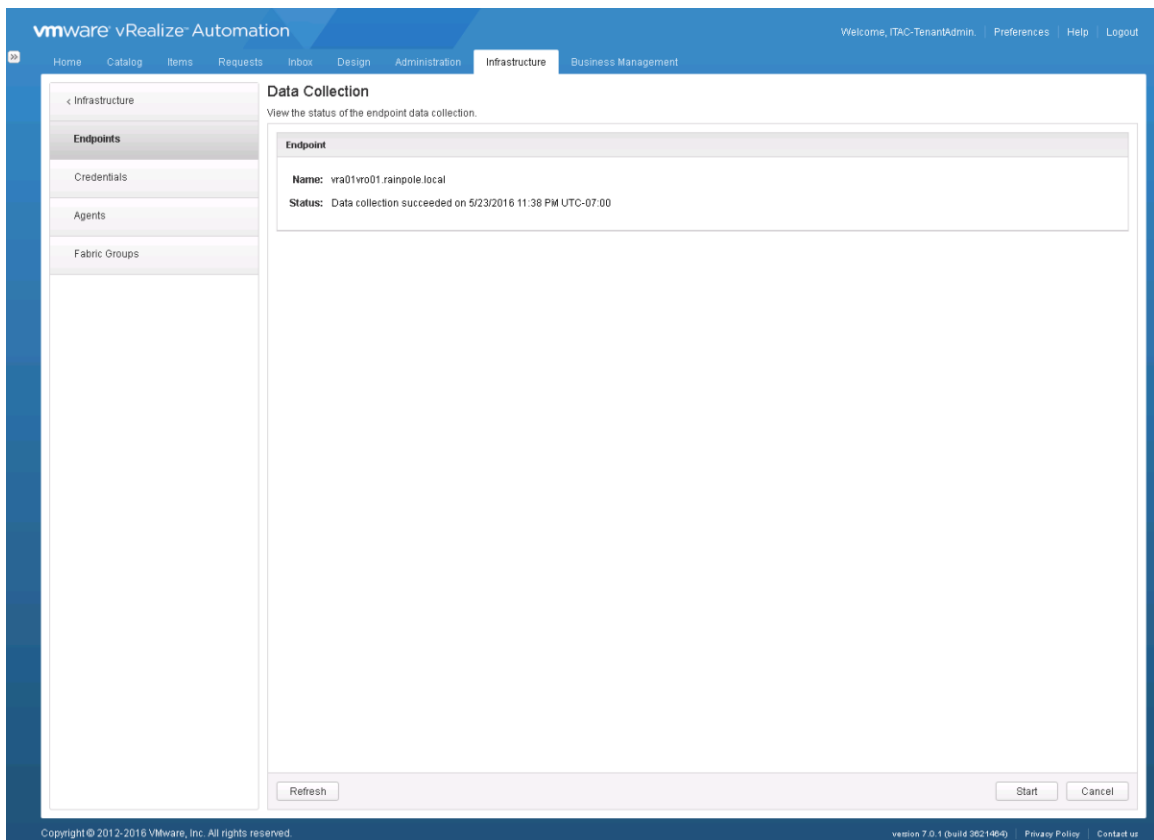 vmware vRealize™ Automation
Welcome, ITAC-TenantAdmin. Preferences Help Logout
Home Catalog Items Requests Inbox Design Administration Infrastructure Business Management
< Infrastructure
Endpoints
Credentials
Agents
Fabric Groups
Data Collection
View the status of the endpoint data collection.
Endpoint
Name: vra01vro01.rainpole.local
Status: Data collection succeeded on 5/23/2016 11:38 PM UTC-07:00
Refresh Start Cancel
Copyright © 2012-2016 VMware, Inc. All rights reserved. version 7.0.1 (build 3621464) Privacy Policy Contact us